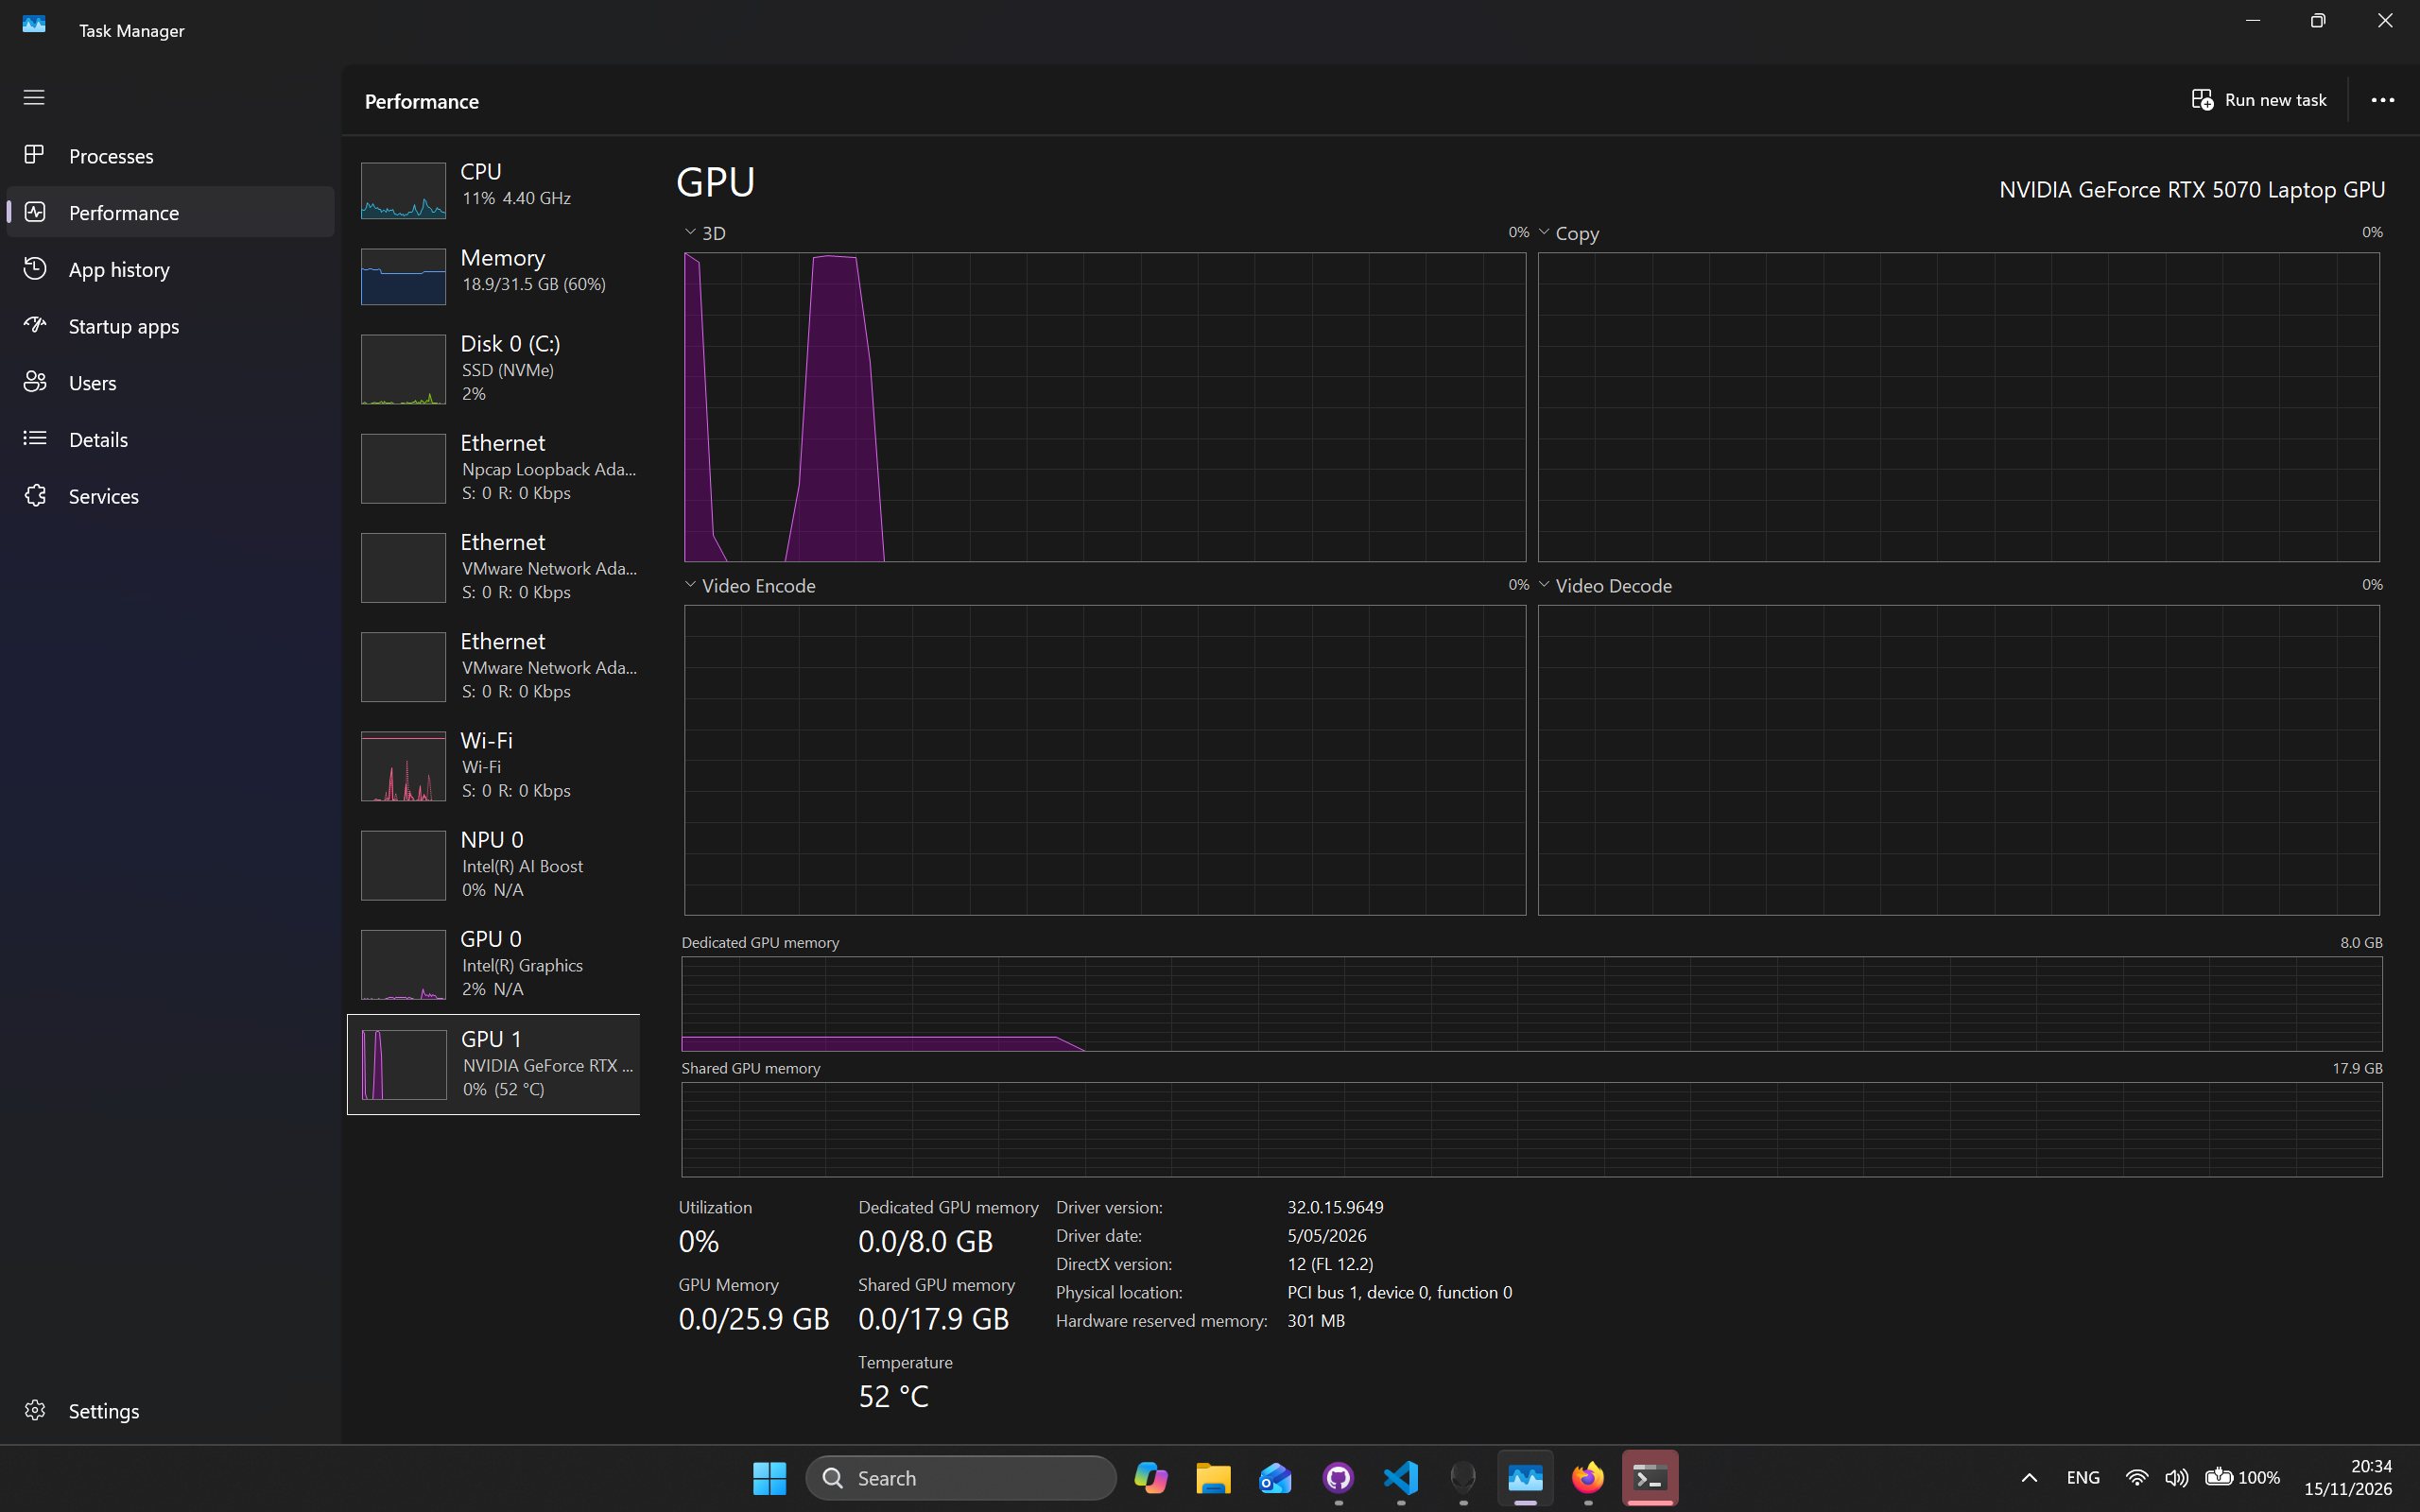 Task Manager
Performance
Run new task
Processes
Performance
App history
Startup apps
Users
Details
Services
Settings
CPU
11% 4.40 GHz
Memory
18.9/31.5 GB (60%)
Disk 0 (C:)
SSD (NVMe)
2%
Ethernet
Npcap Loopback Ada...
S: 0 R: 0 Kbps
Ethernet
VMware Network Ada...
S: 0 R: 0 Kbps
Ethernet
VMware Network Ada...
S: 0 R: 0 Kbps
Wi-Fi
Wi-Fi
S: 0 R: 0 Kbps
NPU 0
Intel(R) AI Boost
0% N/A
GPU 0
Intel(R) Graphics
2% N/A
GPU 1
NVIDIA GeForce RTX ...
0% (52 °C)
GPU
NVIDIA GeForce RTX 5070 Laptop GPU
3D 0%
Copy 0%
Video Encode 0%
Video Decode 0%
Dedicated GPU memory 8.0 GB
Shared GPU memory 17.9 GB
Utilization
0%
GPU Memory
0.0/25.9 GB
Dedicated GPU memory
0.0/8.0 GB
Shared GPU memory
0.0/17.9 GB
Temperature
52 °C
Driver version: 32.0.15.9649
Driver date: 5/05/2026
DirectX version: 12 (FL 12.2)
Physical location: PCI bus 1, device 0, function 0
Hardware reserved memory: 301 MB
Search
ENG
100%
20:34
15/11/2026